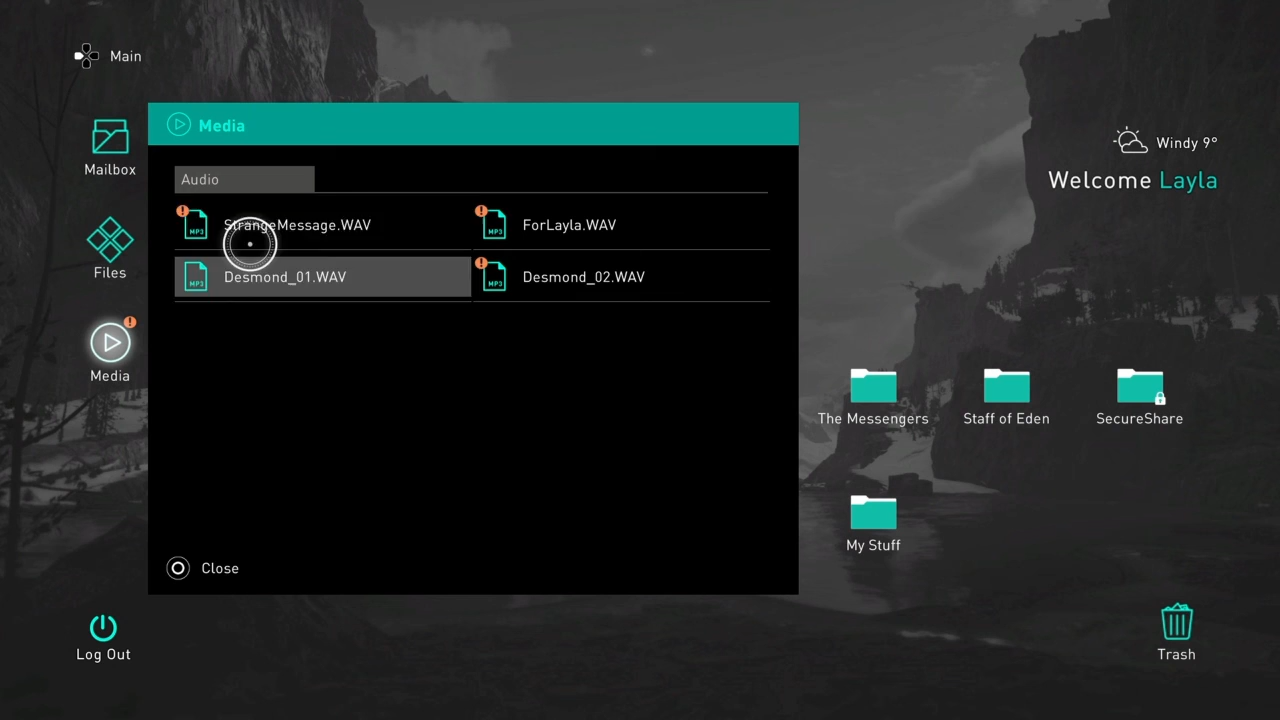 Main
Mailbox
Files
Media
Log Out
Media
Audio
! MP3 StrangeMessage.WAV
! MP3 ForLayla.WAV
MP3 Desmond_01.WAV
! MP3 Desmond_02.WAV
Close
Windy 9°
Welcome Layla
The Messengers
Staff of Eden
SecureShare
My Stuff
Trash